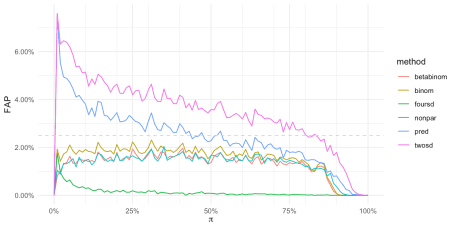 6.00%
4.00%
2.00%
0.00%
FAP
0%
25%
50%
75%
100%
π
method
betabinom
binom
foursd
nonpar
pred
twosd